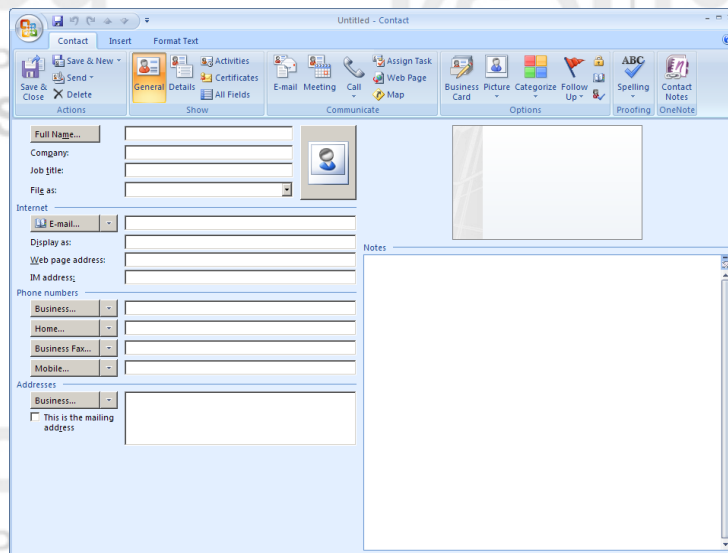 Untitled - Contact
Contact Insert Format Text
Save & Close
Save & New
Send
Delete
Actions
General
Details
Activities
Certificates
All Fields
Show
E-mail
Meeting
Call
Assign Task
Web Page
Map
Communicate
Business Card
Picture
Categorize
Follow Up
Options
ABC
Spelling
Proofing
Contact Notes
OneNote
Full Name...
Company:
Job title:
File as:
Internet
E-mail...
Display as:
Web page address:
IM address:
Notes
Phone numbers
Business...
Home...
Business Fax...
Mobile...
Addresses
Business...
This is the mailing
address